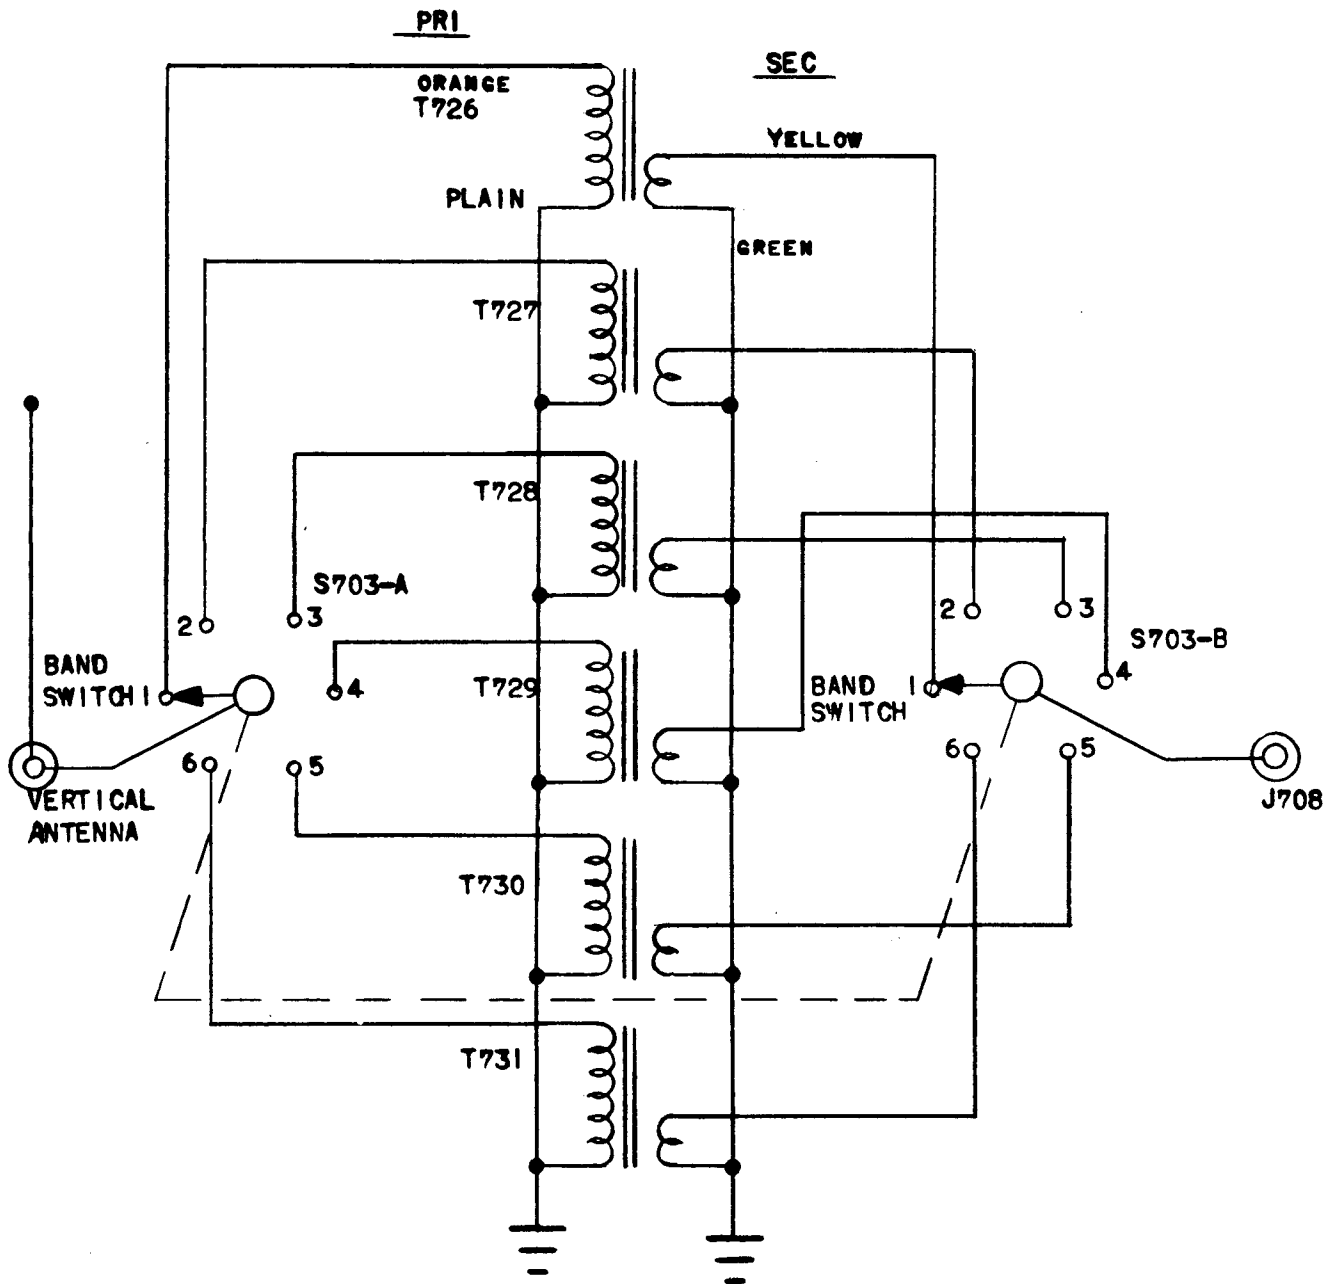 PRI
SEC
ORANGE
T726
YELLOW
PLAIN
GREEN
T727
T728
S703-A
2
3
BAND
SWITCH 1
4
6
5
VERTICAL
ANTENNA
T729
2
3
S703-B
BAND 1
SWITCH
4
6
5
J708
T730
T731